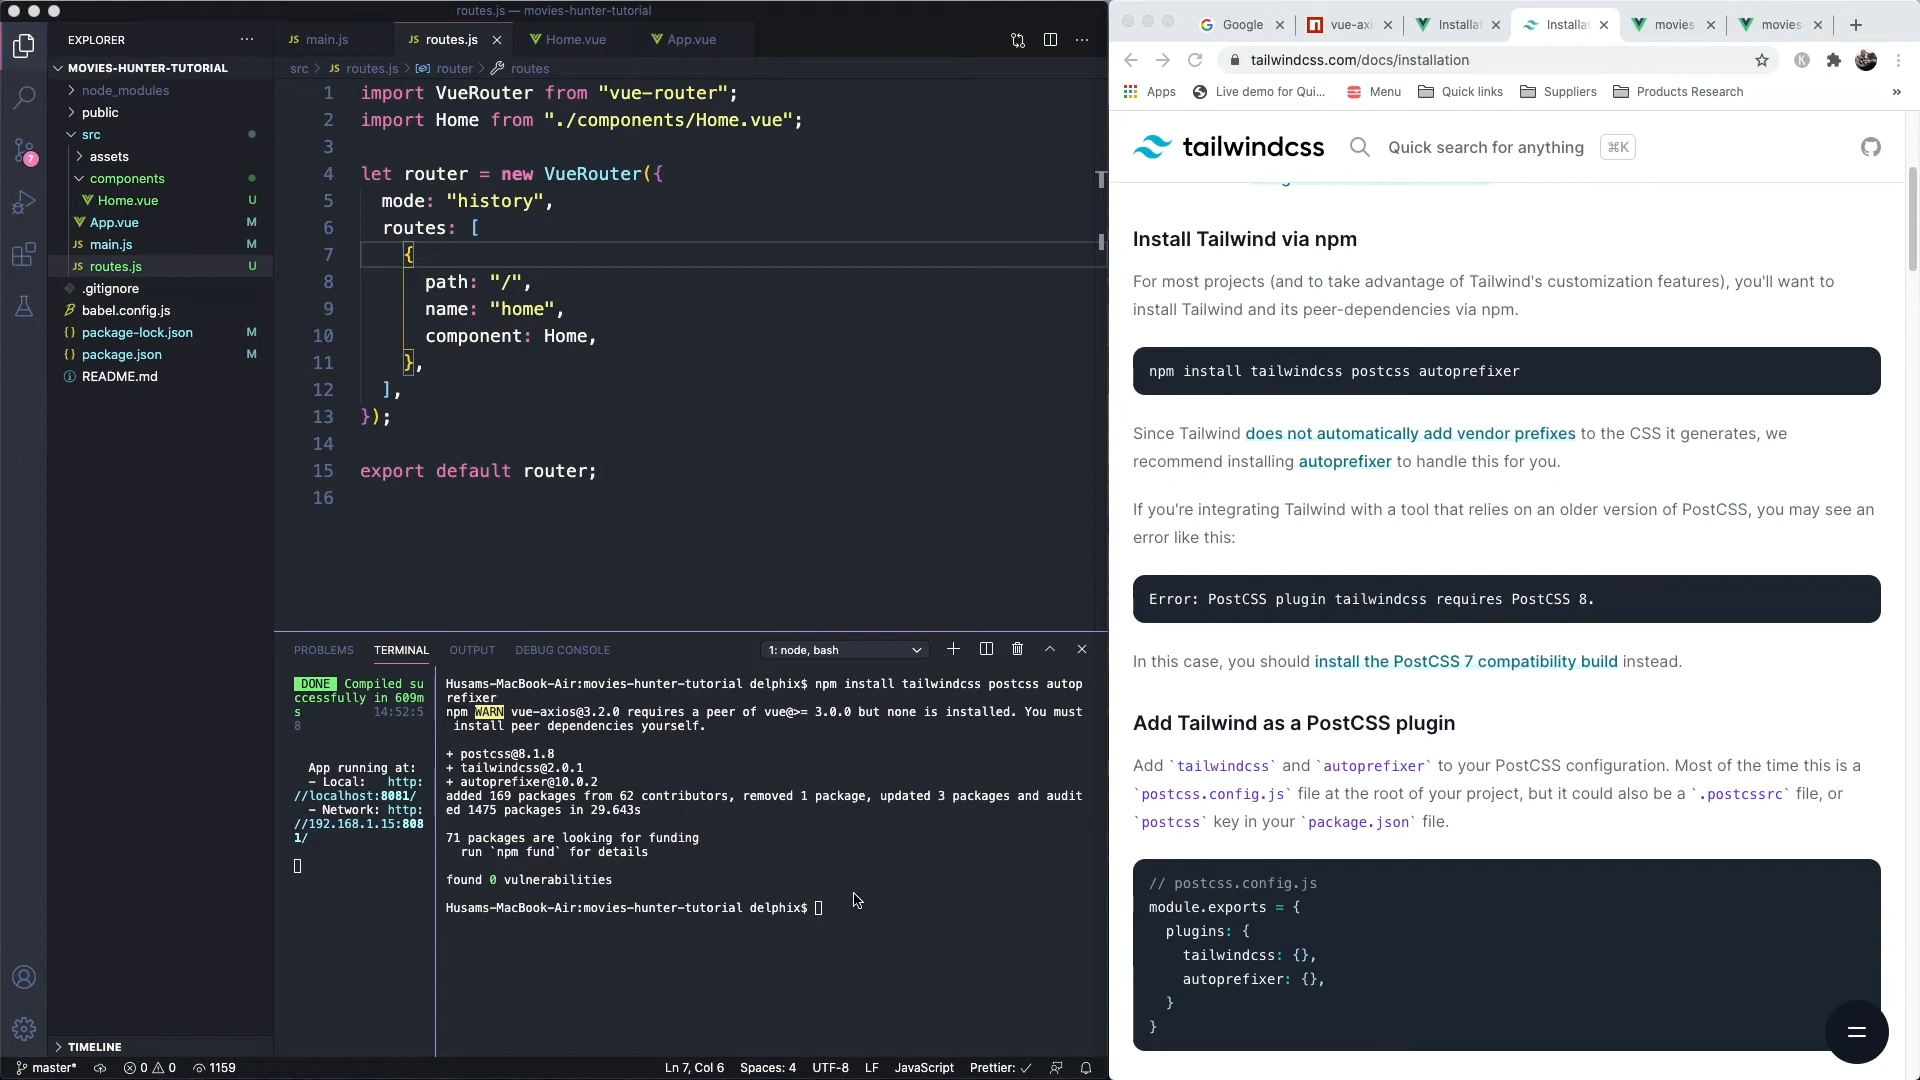 routes.js — movies-hunter-tutorial
EXPLORER
MOVIES-HUNTER-TUTORIAL
node_modules
public
src
assets
components
Home.vue U
App.vue M
JS main.js M
JS routes.js U
.gitignore
babel.config.js
{} package-lock.json M
{} package.json M
README.md
TIMELINE
7
JS main.js
JS routes.js
Home.vue
App.vue
src > JS routes.js > router > routes
1 import VueRouter from "vue-router";
2 import Home from "./components/Home.vue";
3
4 let router = new VueRouter({
5 mode: "history",
6 routes: [
7 {
8 path: "/",
9 name: "home",
10 component: Home,
11 },
12 ],
13 });
14
15 export default router;
16
PROBLEMS TERMINAL OUTPUT DEBUG CONSOLE
1: node, bash
DONE Compiled su
ccessfully in 609m
s 14:52:5
8
App running at:
- Local: http:
//localhost:8081/
- Network: http:
//192.168.1.15:808
1/
Husams-MacBook-Air:movies-hunter-tutorial delphix$ npm install tailwindcss postcss autop
refixer
npm WARN vue-axios@3.2.0 requires a peer of vue@>= 3.0.0 but none is installed. You must
install peer dependencies yourself.
+ postcss@8.1.8
+ tailwindcss@2.0.1
+ autoprefixer@10.0.2
added 169 packages from 62 contributors, removed 1 package, updated 3 packages and audit
ed 1475 packages in 29.643s
71 packages are looking for funding
run `npm fund` for details
found 0 vulnerabilities
Husams-MacBook-Air:movies-hunter-tutorial delphix$
master* 0 0 1159
Ln 7, Col 6 Spaces: 4 UTF-8 LF JavaScript Prettier: ✓
Google
vue-axi
Installat
Installat
movies-
movies-
tailwindcss.com/docs/installation
K
Apps Live demo for Qui... Menu Quick links Suppliers Products Research »
tailwindcss
Quick search for anything ⌘K
Install Tailwind via npm
For most projects (and to take advantage of Tailwind's customization features), you'll want to
install Tailwind and its peer-dependencies via npm.
npm install tailwindcss postcss autoprefixer
Since Tailwind does not automatically add vendor prefixes to the CSS it generates, we
recommend installing autoprefixer to handle this for you.
If you're integrating Tailwind with a tool that relies on an older version of PostCSS, you may see an
error like this:
Error: PostCSS plugin tailwindcss requires PostCSS 8.
In this case, you should install the PostCSS 7 compatibility build instead.
Add Tailwind as a PostCSS plugin
Add `tailwindcss` and `autoprefixer` to your PostCSS configuration. Most of the time this is a
`postcss.config.js` file at the root of your project, but it could also be a `.postcssrc` file, or
`postcss` key in your `package.json` file.
// postcss.config.js
module.exports = {
plugins: {
tailwindcss: {},
autoprefixer: {},
}
}